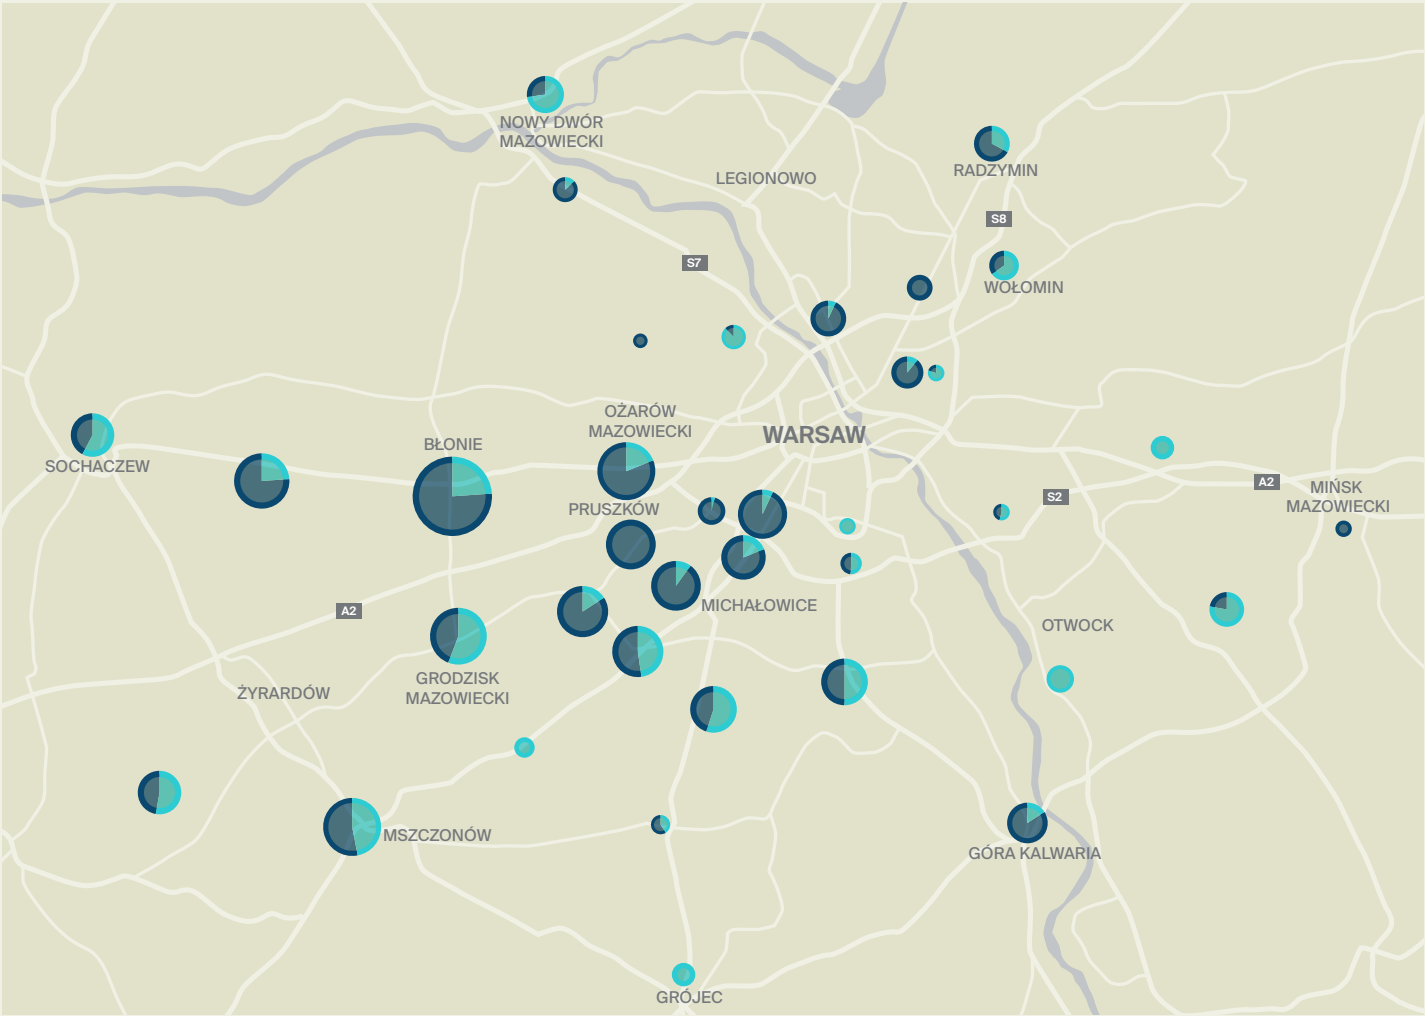 NOWY DWÓR
MAZOWIECKI
LEGIONOWO
RADZYMIN
S8
S7
WOŁOMIN
OŻARÓW
MAZOWIECKI
WARSAW
BŁONIE
SOCHACZEW
A2
MIŃSK
MAZOWIECKI
S2
PRUSZKÓW
A2
MICHAŁOWICE
OTWOCK
GRODZISK
MAZOWIECKI
ŻYRARDÓW
MSZCZONÓW
GÓRA KALWARIA
GRÓJEC